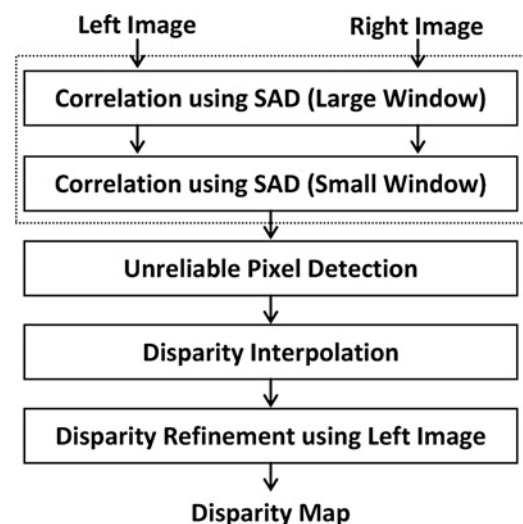 Left Image
Right Image
Correlation using SAD (Large Window)
Correlation using SAD (Small Window)
Unreliable Pixel Detection
Disparity Interpolation
Disparity Refinement using Left Image
Disparity Map